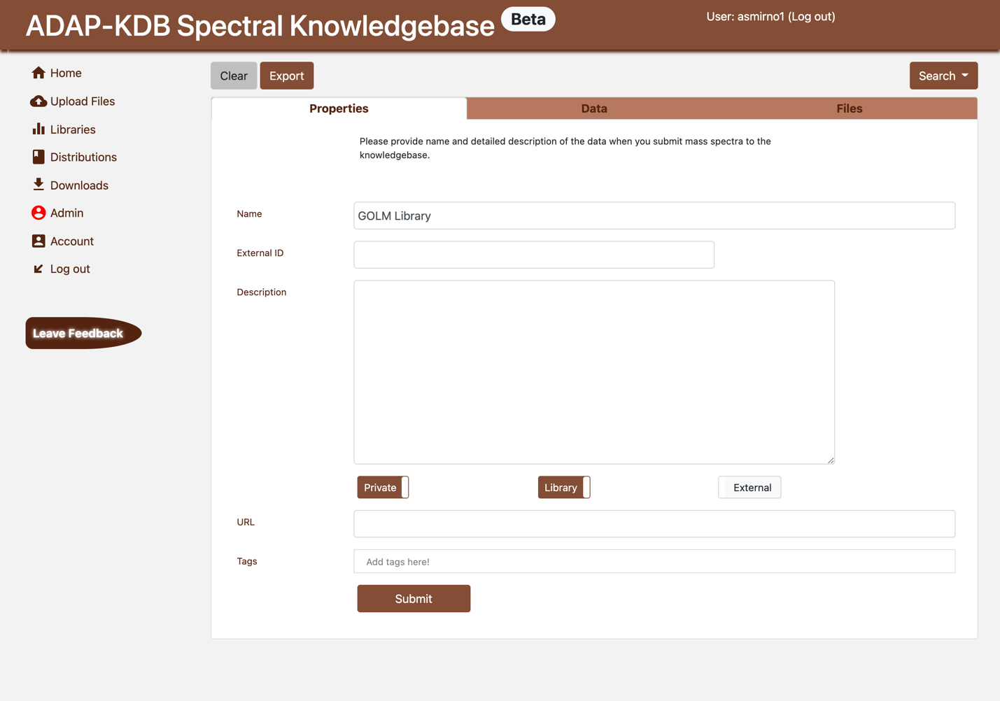 ADAP-KDB Spectral Knowledgebase Beta
User: asmirno1 (Log out)
Home
Upload Files
Libraries
Distributions
Downloads
Admin
Account
Log out
Leave Feedback
Clear
Export
Search
Properties
Data
Files
Please provide name and detailed description of the data when you submit mass spectra to the
knowledgebase.
Name
GOLM Library
External ID
Description
Private
Library
External
URL
Tags
Add tags here!
Submit